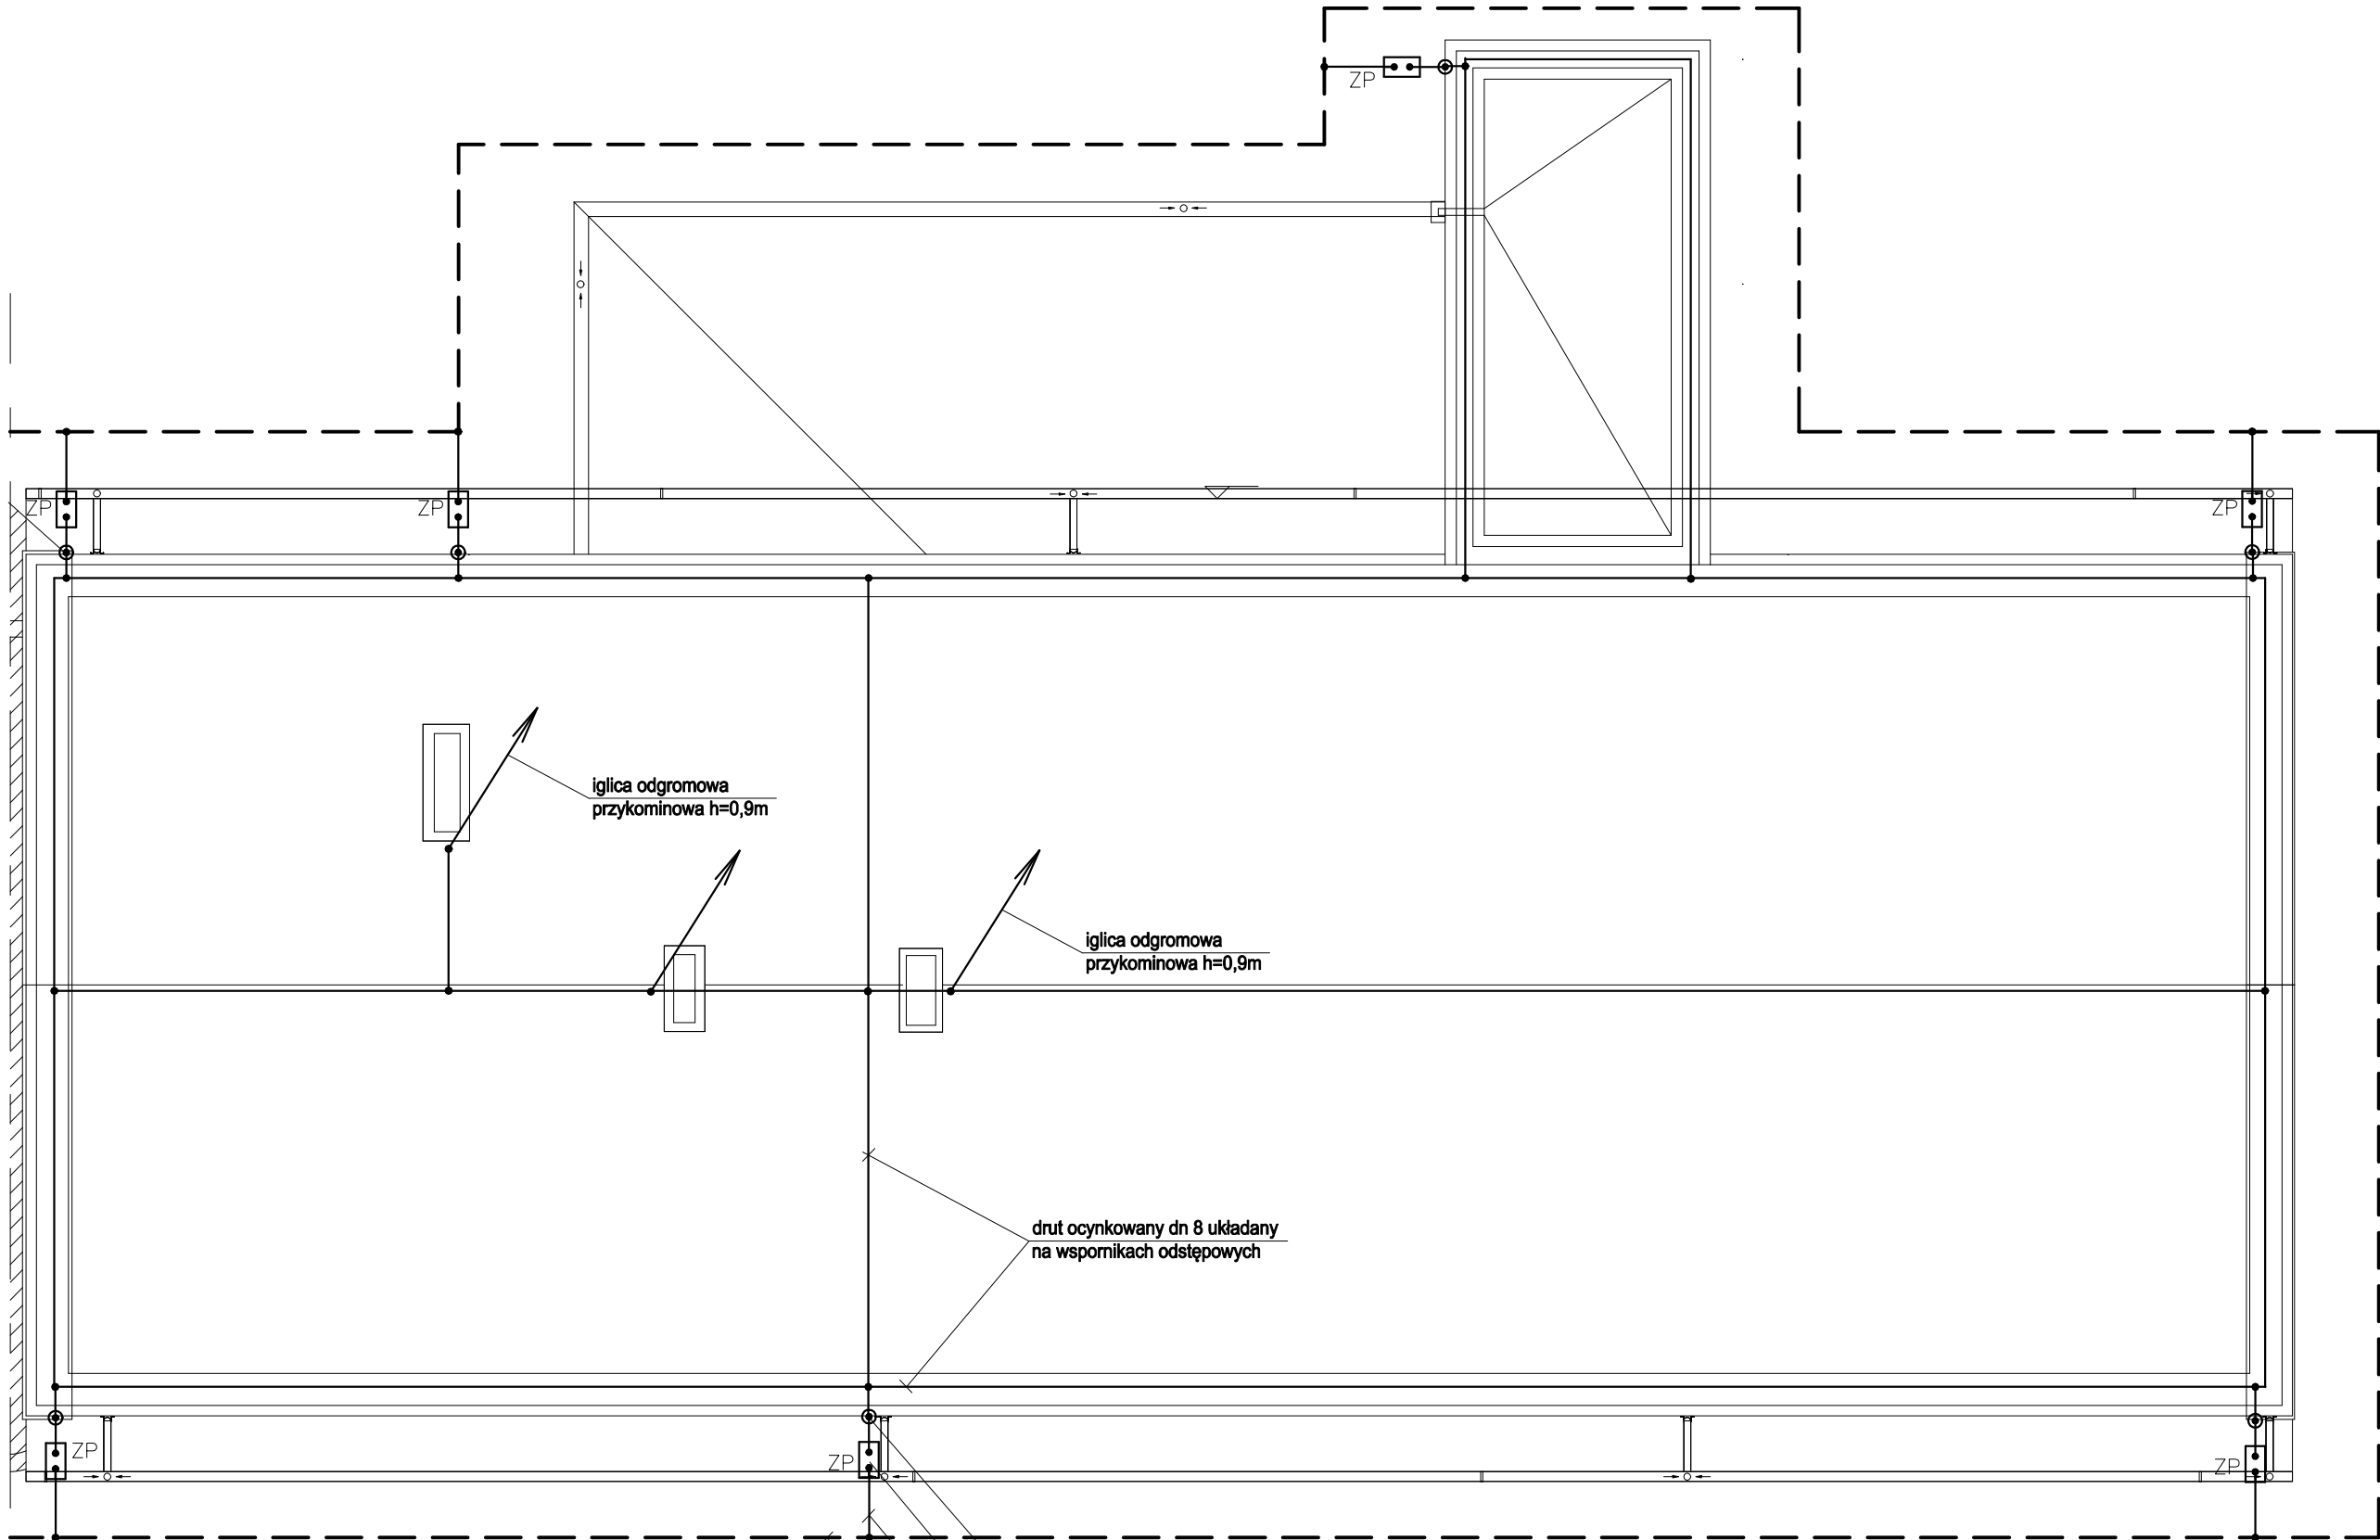 ZP
ZP
ZP
ZP
iglica odgromowa
przykominowa h=0,9m
iglica odgromowa
przykominowa h=0,9m
drut ocynkowany dn 8 układany
na wspornikach odstępowych
ZP
ZP
ZP